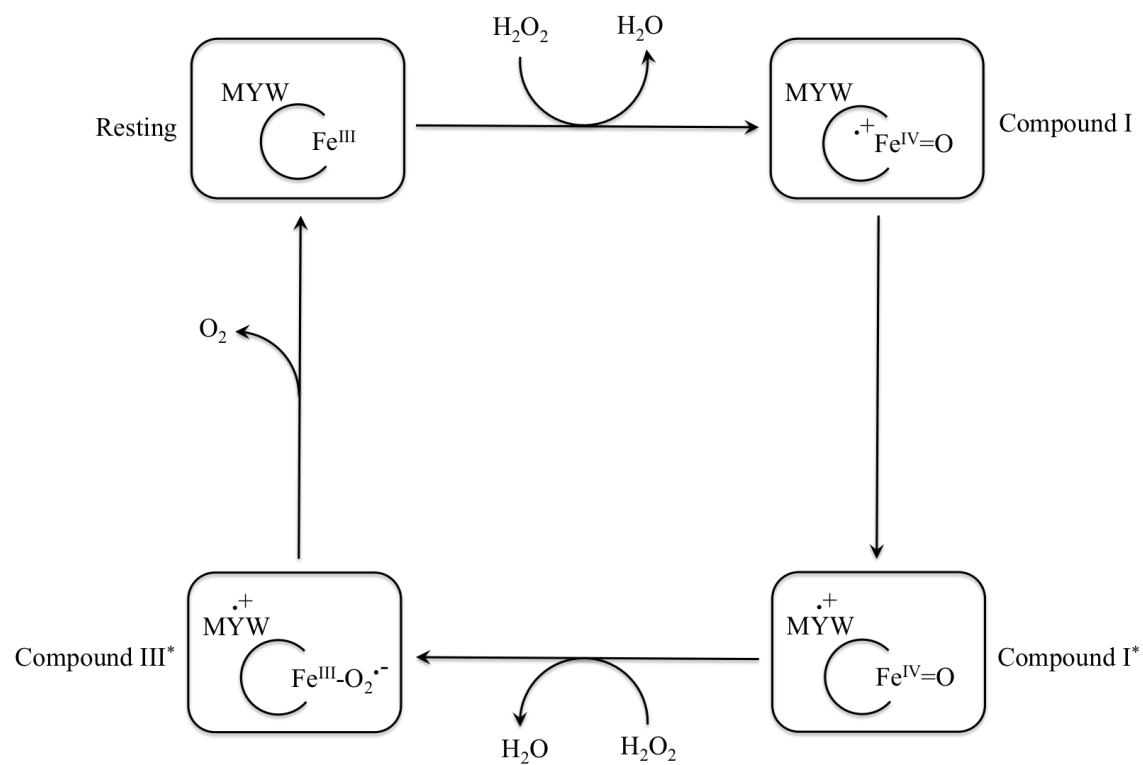 H₂O₂
H₂O
MYW
MYW
Resting
Feᴵᴵᴵ
·+Feᴵⱽ=O
Compound I
O₂
·+
·+
MYW
MYW
Compound III*
Feᴵᴵᴵ-O₂·-
Feᴵⱽ=O
Compound I*
H₂O
H₂O₂